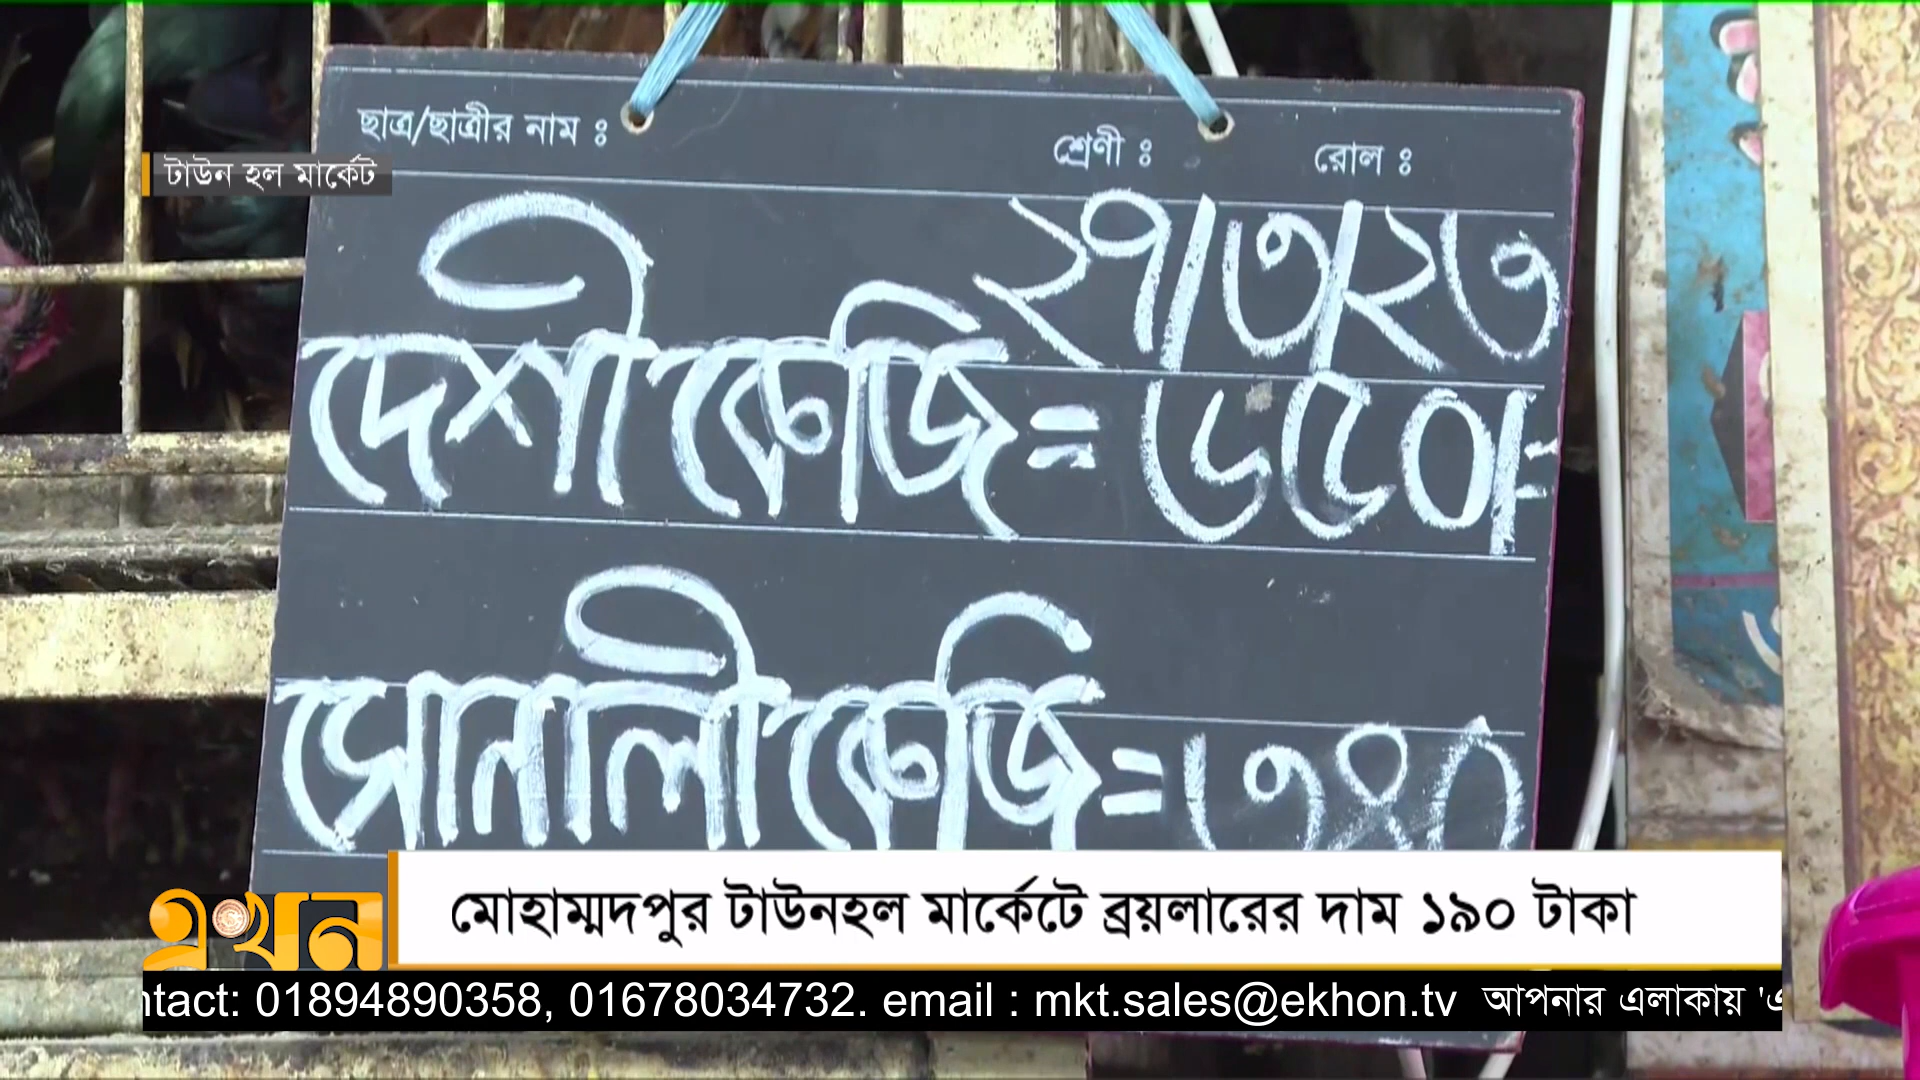 ছাত্র/ছাত্রীর নাম ঃ শ্রেণী ঃ রোল ঃ
টাউন হল মার্কেট
২৭/৩/২৩
দেশী কেজি = ৬৫০/=
সোনালী কেজি = ৩৪০
এখন
মোহাম্মদপুর টাউনহল মার্কেটে ব্রয়লারের দাম ১৯০ টাকা
ntact: 01894890358, 01678034732. email : mkt.sales@ekhon.tv আপনার এলাকায় 'এ